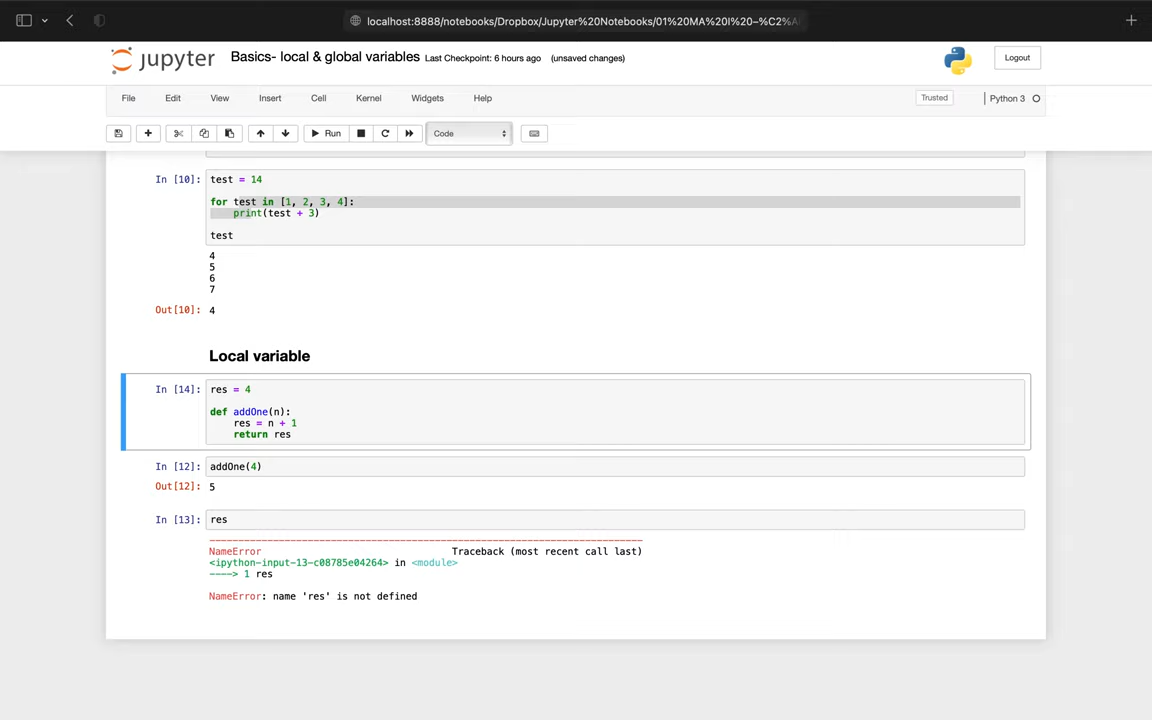 localhost:8888/notebooks/Dropbox/Jupyter%20Notebooks/01%20MA%20I%20–%C2%A
jupyter Basics- local & global variables Last Checkpoint: 6 hours ago (unsaved changes) Logout
File Edit View Insert Cell Kernel Widgets Help Trusted Python 3
Run Code
In [10]: test = 14
for test in [1, 2, 3, 4]:
    print(test + 3)
test
4
5
6
7
Out[10]: 4
Local variable
In [14]: res = 4
def addOne(n):
    res = n + 1
    return res
In [12]: addOne(4)
Out[12]: 5
In [13]: res
NameError Traceback (most recent call last)
<ipython-input-13-c08785e04264> in <module>
----> 1 res
NameError: name 'res' is not defined